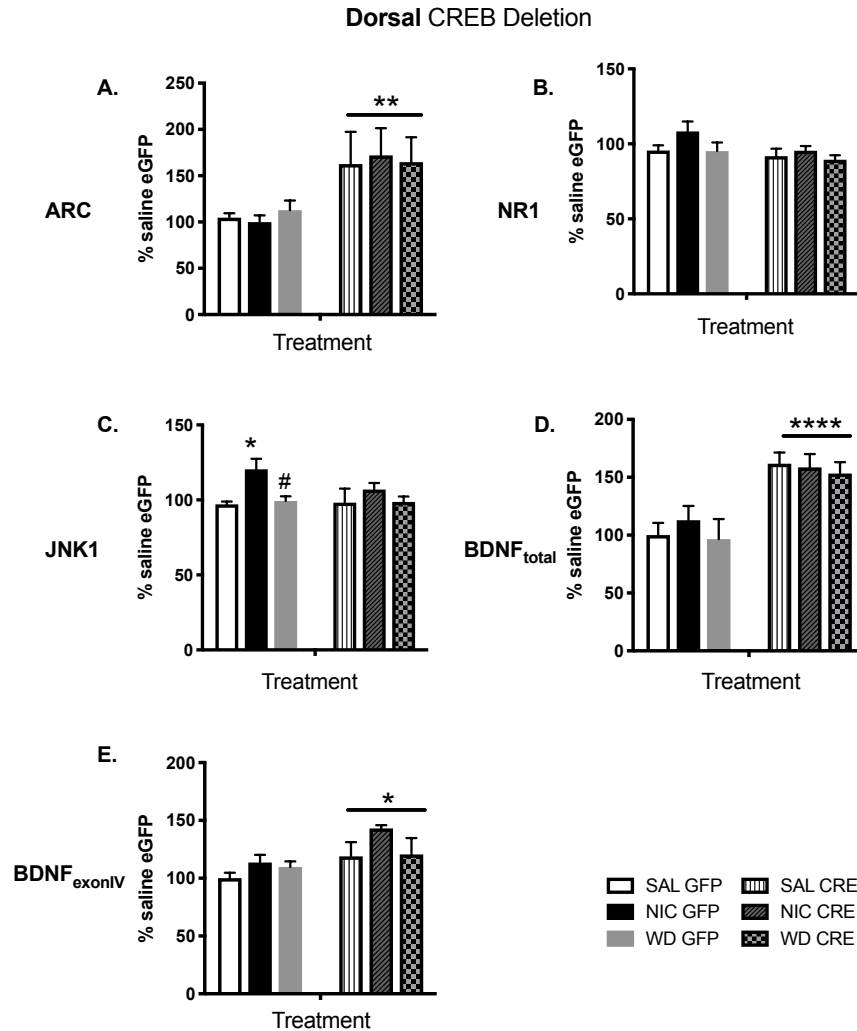 Dorsal CREB Deletion
A.
ARC
% saline eGFP
250
200
150
100
50
0
**
Treatment
B.
NR1
% saline eGFP
150
100
50
0
Treatment
C.
JNK1
% saline eGFP
150
100
50
0
*
#
Treatment
D.
BDNFtotal
% saline eGFP
200
150
100
50
0
****
Treatment
E.
BDNFexonIV
% saline eGFP
200
150
100
50
0
*
Treatment
SAL GFP
SAL CRE
NIC GFP
NIC CRE
WD GFP
WD CRE